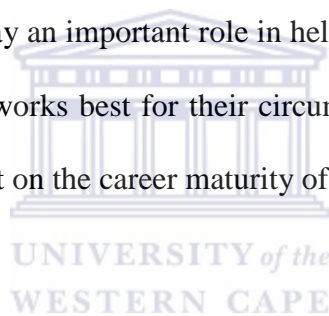 ay an important role in hel
works best for their circum
t on the career maturity of
UNIVERSITY of the
WESTERN CAPE